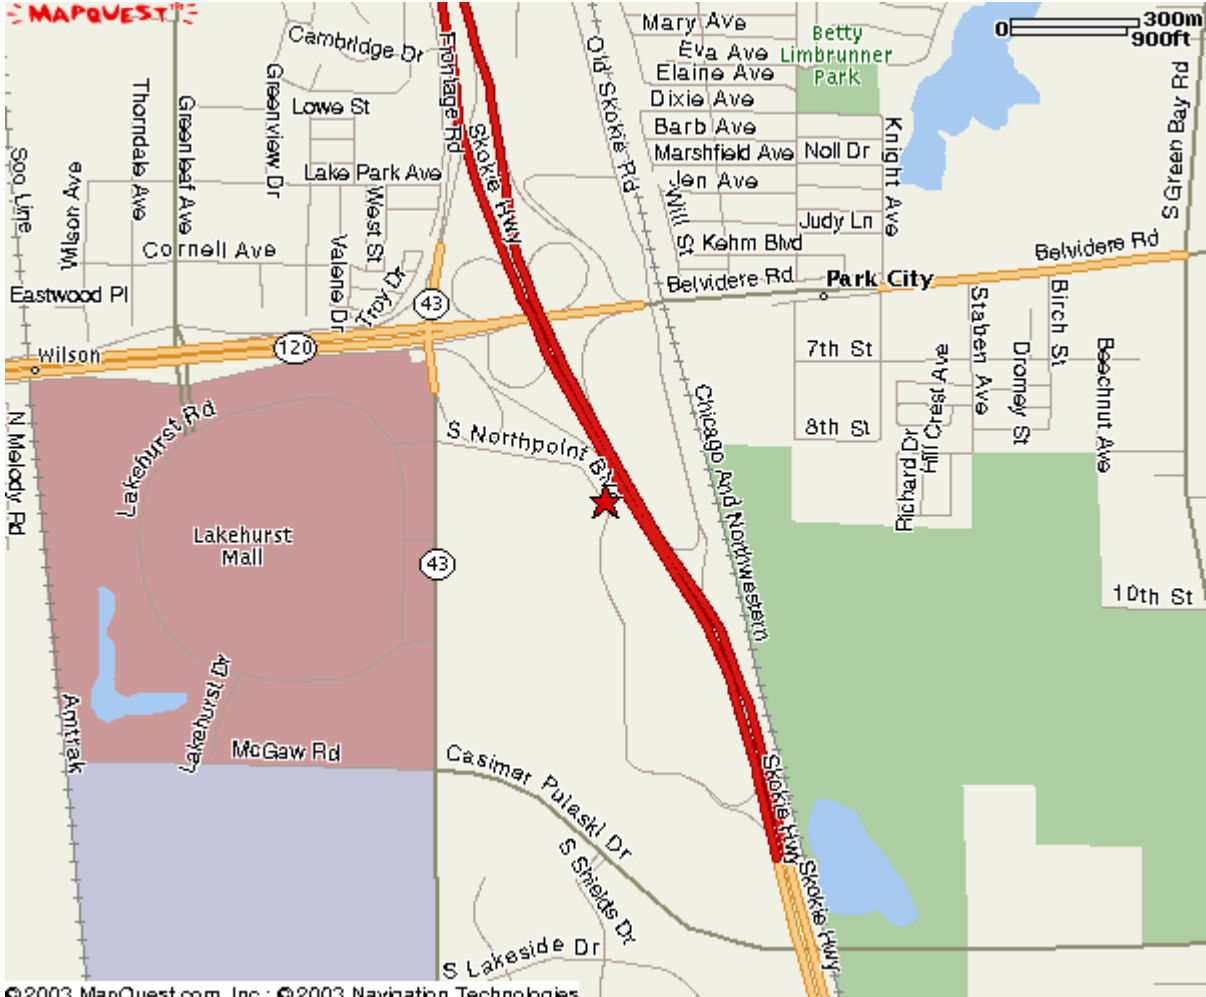 MAPQUEST
300m
0
900ft
Mary Ave
Betty
Limbrunner
Park
Cambridge Dr
Frontage Rd
Old Skokie Rd
Eva Ave
Elaine Ave
Thorndale Ave
Greenleaf Ave
Greenview Dr
Lowe St
Dixie Ave
S Green Bay Rd
Barb Ave
Knight Ave
Skokie Hwy
Marshfield Ave
Noll Dr
Soo Line
Wilson Ave
Lake Park Ave
Jen Ave
West St
Will St
Judy Ln
Cornell Ave
Valerie Dr
Kehm Blvd
Belvidere Rd
Troy Dr
Belvidere Rd
Park City
Eastwood Pl
43
Staben Ave
Birch St
120
Wilson
7th St
Dromey St
Beechnut Ave
Hill Crest Ave
Lakehurst Rd
N Melody Rd
S Northpoint Blvd
8th St
Richard Dr
Chicago And Northwestern
Lakehurst
Mall
43
10th St
Lakehurst Dr
Amtrak
McGaw Rd
Casimar Pulaski Dr
Skokie Hwy
S Shields Dr
Skokie Hwy
S Lakeside Dr
©2003 MapQuest.com, Inc.; ©2003 Navigation Technologies